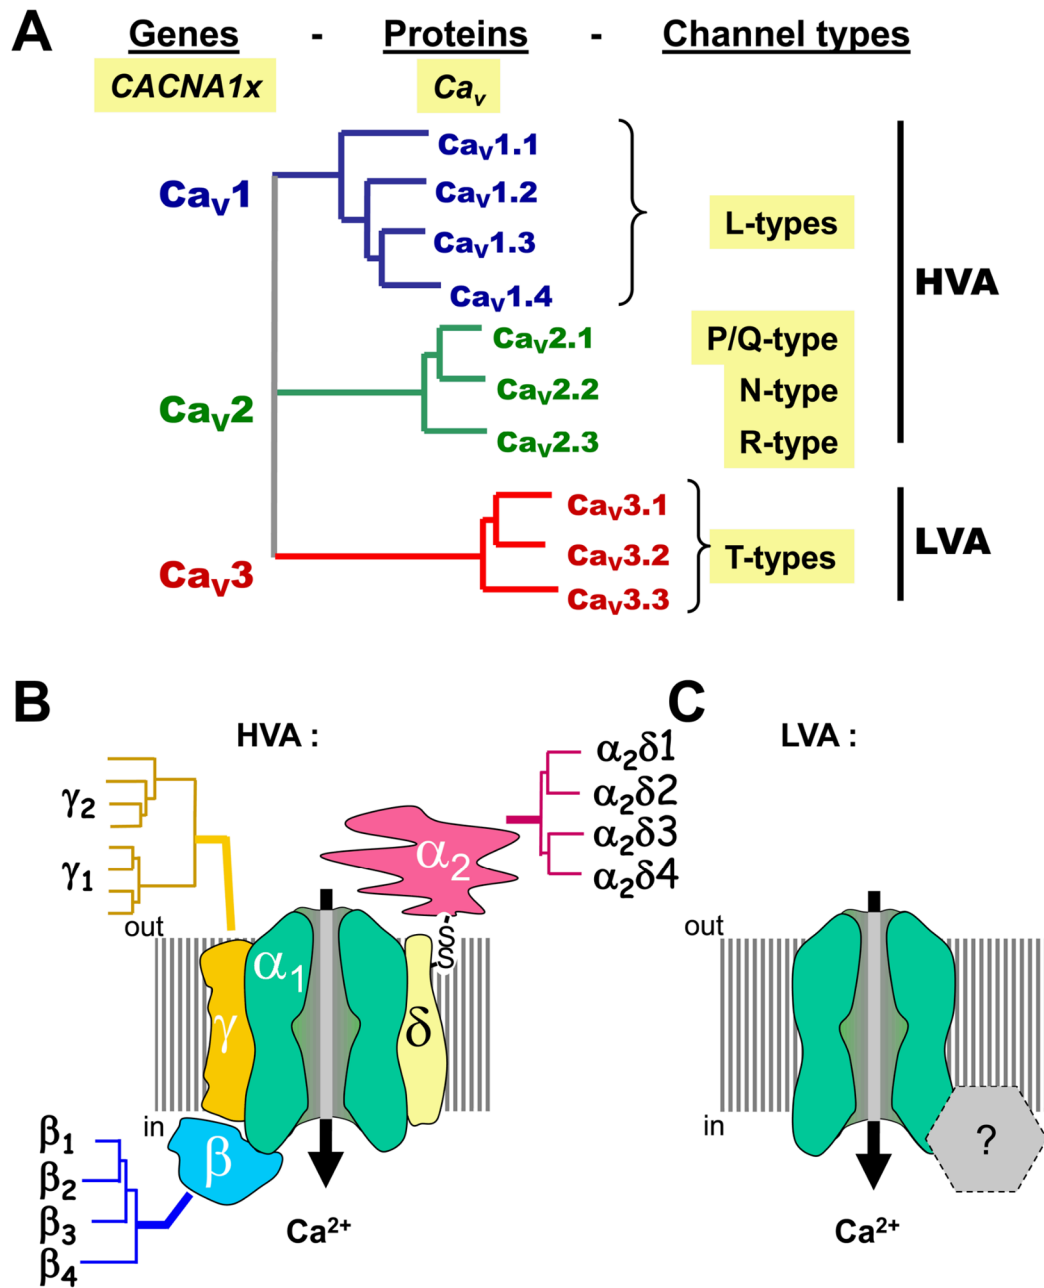 A
Genes - Proteins - Channel types
CACNA1x
Caᵥ
Caᵥ1
Caᵥ1.1
Caᵥ1.2
Caᵥ1.3
Caᵥ1.4
L-types
HVA
Caᵥ2
Caᵥ2.1
Caᵥ2.2
Caᵥ2.3
P/Q-type
N-type
R-type
Caᵥ3
Caᵥ3.1
Caᵥ3.2
Caᵥ3.3
T-types
LVA
B
HVA :
γ₂
γ₁
α₂δ1
α₂δ2
α₂δ3
α₂δ4
α₂
S
S
out
α₁
γ
δ
in
β
β₁
β₂
β₃
β₄
Ca²⁺
C
LVA :
out
in
?
Ca²⁺